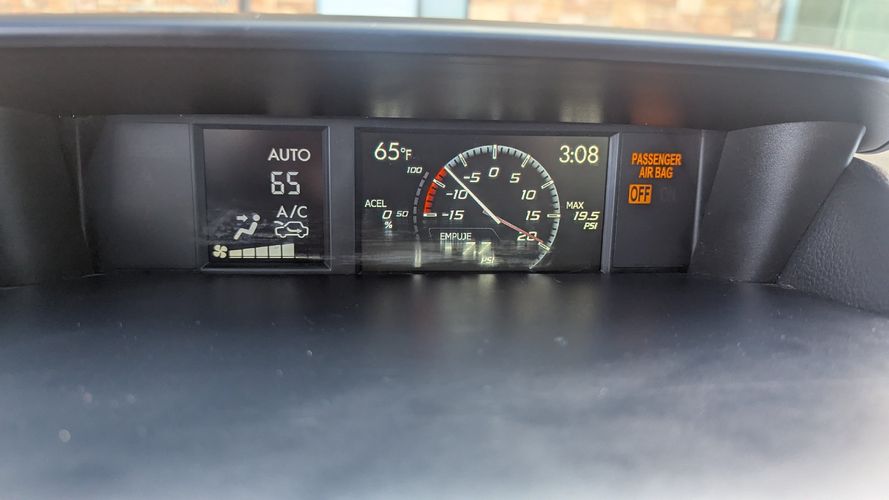 AUTO
65
A/C
65°F
3:08
ACEL
0
%
100
50
-15
-10
-5
0
5
10
15
20
MAX
19.5
PSI
EMPUJE
PSI
PASSENGER
AIR BAG
OFF